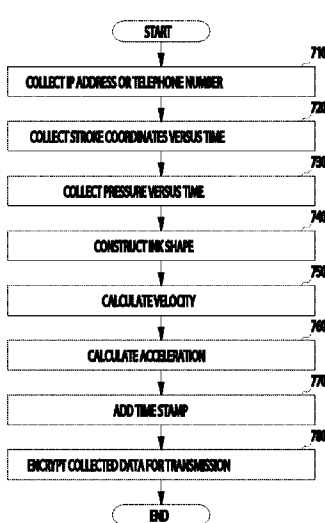 START
710
COLLECT IP ADDRESS OR TELEPHONE NUMBER
720
COLLECT STROKE COORDINATES VERSUS TIME
730
COLLECT PRESSURE VERSUS TIME
740
CONSTRUCT INK SHAPE
750
CALCULATE VELOCITY
760
CALCULATE ACCELERATION
770
ADD TIME STAMP
780
ENCRYPT COLLECTED DATA FOR TRANSMISSION
END